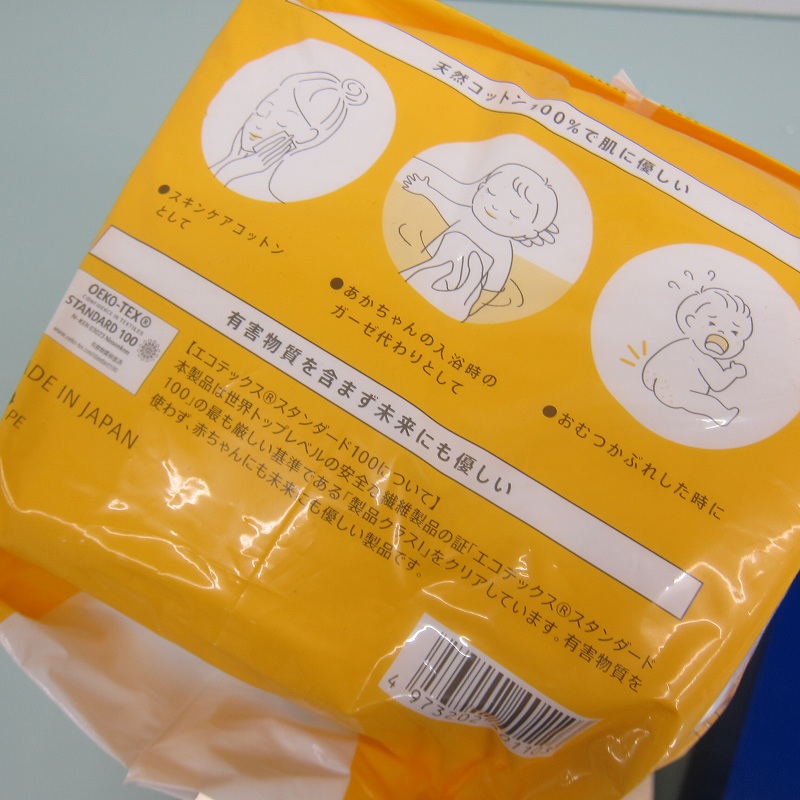 天然コットン100%で肌に優しい
●スキンケアコットン
として
●あかちゃんの入浴時の
ガーゼ代わりとして
●おむつかぶれした時に
有害物質を含まず未来にも優しい
OEKO-TEX®
CONFIDENCE IN TEXTILES
STANDARD 100
【エコテックス®スタンダード100について】
本製品は世界トップレベルの安全な繊維製品の証「エコテックス®スタンダード
100」の最も厳しい基準である「製品クラスI」をクリアしています。有害物質を
使わず、赤ちゃんにも未来にも優しい製品です。
DE IN JAPAN
PE